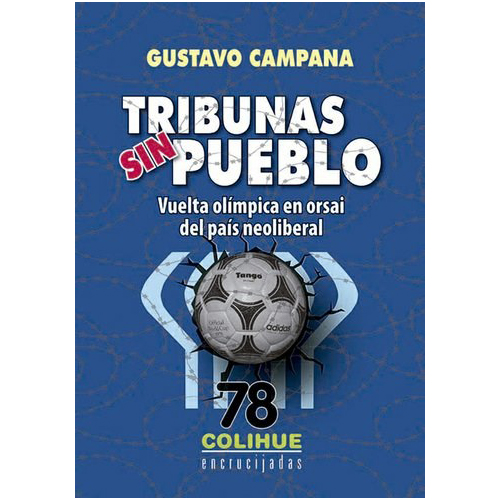 GUSTAVO CAMPANA
TRIBUNAS
SIN PUEBLO
Vuelta olímpica en orsai
del país neoliberal
Tango
adidas
78
COLIHUE
encrucijadas